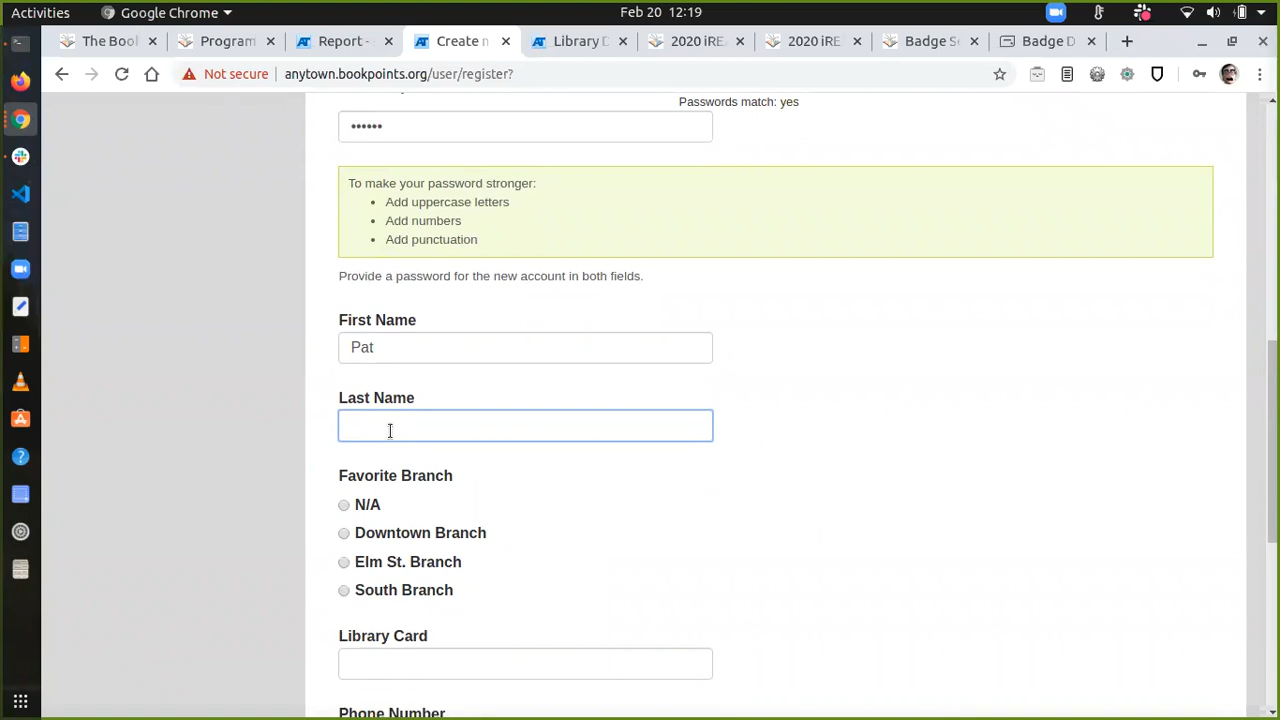 Activities
Google Chrome
Feb 20 12:19
The Bool
Program
Report -
Create n
Library D
2020 iRE
2020 iRE
Badge S
Badge D
Not secure
anytown.bookpoints.org/user/register?
Passwords match: yes
••••••
To make your password stronger:
• Add uppercase letters
• Add numbers
• Add punctuation
Provide a password for the new account in both fields.
First Name
Pat
Last Name
Favorite Branch
N/A
Downtown Branch
Elm St. Branch
South Branch
Library Card
Phone Number